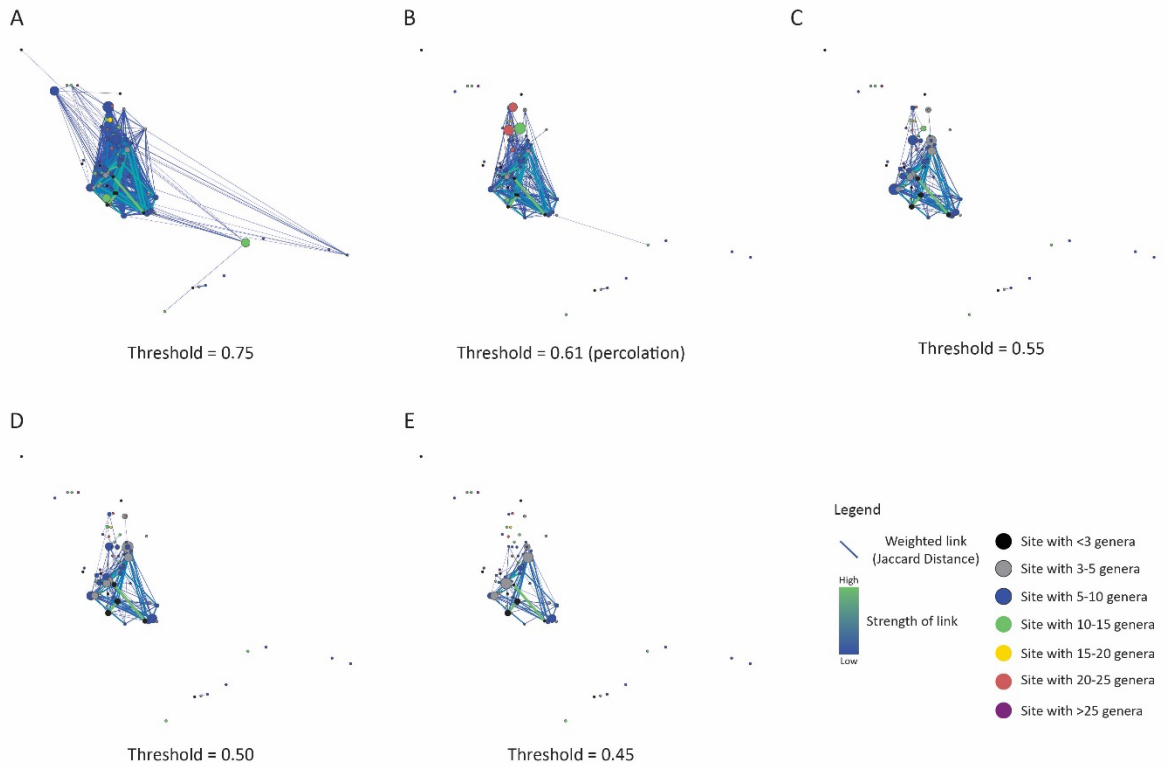 A
B
C
Threshold = 0.75
Threshold = 0.61 (percolation)
Threshold = 0.55
D
E
Threshold = 0.50
Threshold = 0.45
Legend
Weighted link
(Jaccard Distance)
High
Strength of link
Low
Site with <3 genera
Site with 3-5 genera
Site with 5-10 genera
Site with 10-15 genera
Site with 15-20 genera
Site with 20-25 genera
Site with >25 genera